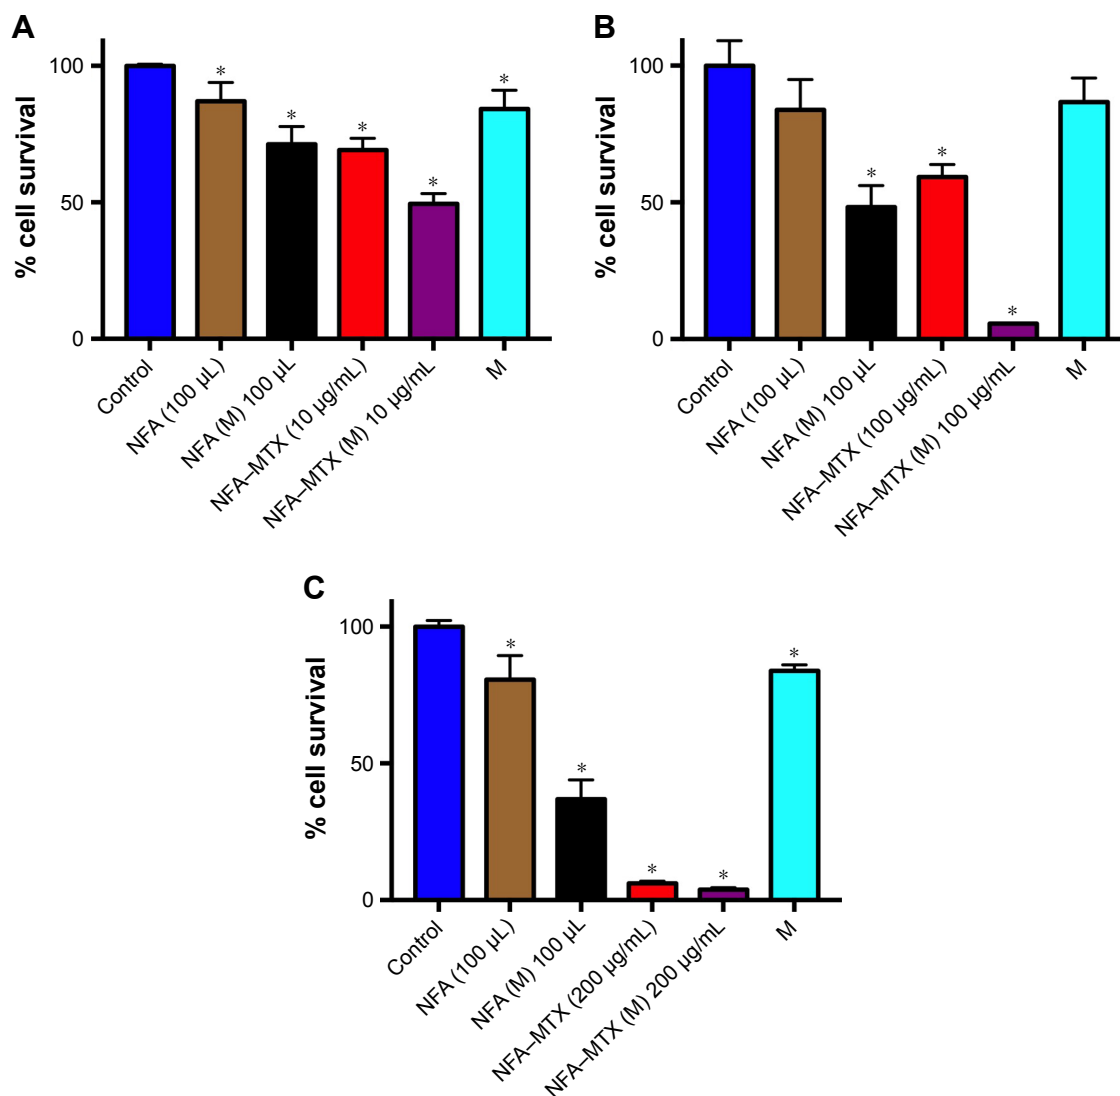 A
% cell survival
100
50
0
*
*
*
*
*
Control
NFA (100 µL)
NFA (M) 100 µL
NFA–MTX (10 µg/mL)
NFA–MTX (M) 10 µg/mL
M
B
% cell survival
100
50
0
*
*
*
Control
NFA (100 µL)
NFA (M) 100 µL
NFA–MTX (100 µg/mL)
NFA–MTX (M) 100 µg/mL
M
C
% cell survival
100
50
0
*
*
*
*
*
Control
NFA (100 µL)
NFA (M) 100 µL
NFA–MTX (200 µg/mL)
NFA–MTX (M) 200 µg/mL
M